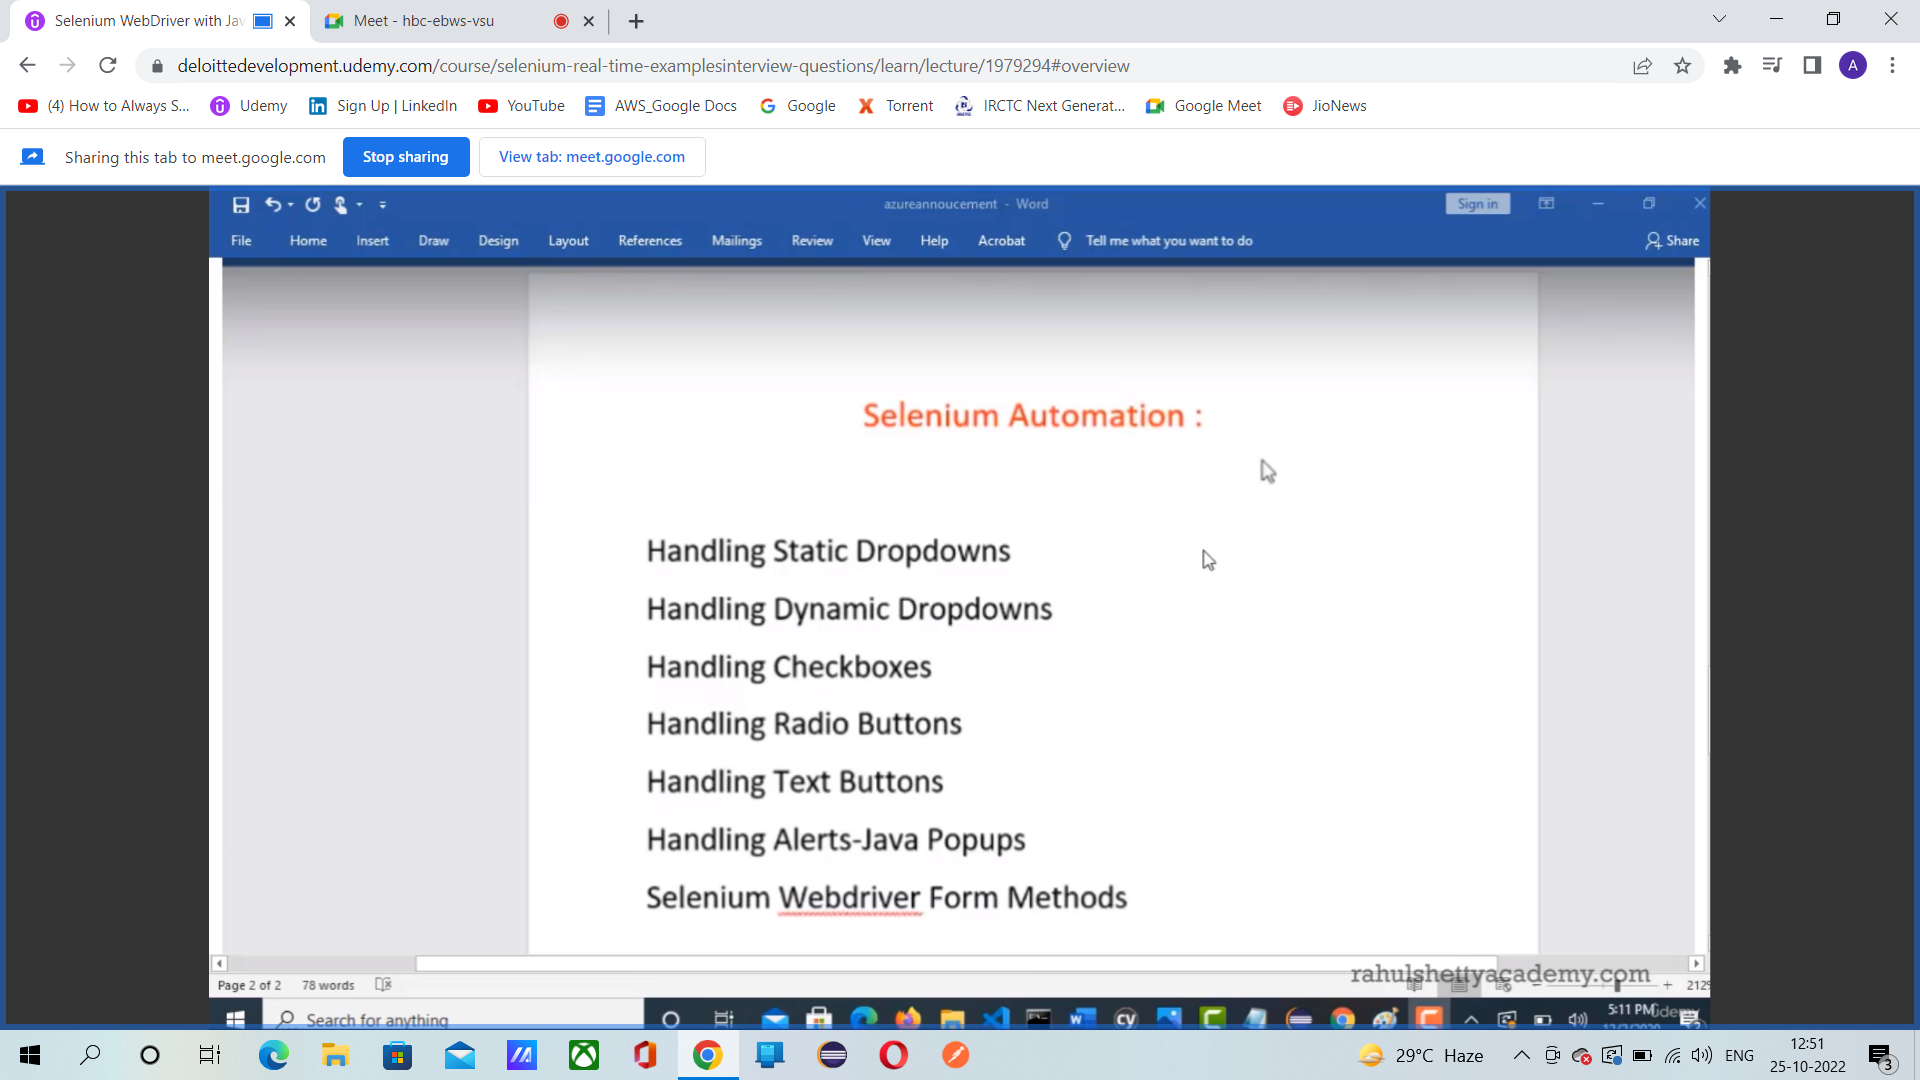 Selenium WebDriver with Jav
Meet - hbc-ebws-vsu
deloittedevelopment.udemy.com/course/selenium-real-time-examplesinterview-questions/learn/lecture/1979294#overview
A
(4) How to Always S...
Udemy
Sign Up | LinkedIn
YouTube
AWS_Google Docs
Google
Torrent
IRCTC Next Generat...
Google Meet
JioNews
Sharing this tab to meet.google.com
Stop sharing
View tab: meet.google.com
azureannoucement - Word
Sign in
File Home Insert Draw Design Layout References Mailings Review View Help Acrobat Tell me what you want to do Share
Selenium Automation :
Handling Static Dropdowns
Handling Dynamic Dropdowns
Handling Checkboxes
Handling Radio Buttons
Handling Text Buttons
Handling Alerts-Java Popups
Selenium Webdriver Form Methods
rahulshettyacademy.com
Page 2 of 2 78 words
212%
Search for anything
5:11 PM
29°C Haze
ENG
12:51
25-10-2022
3